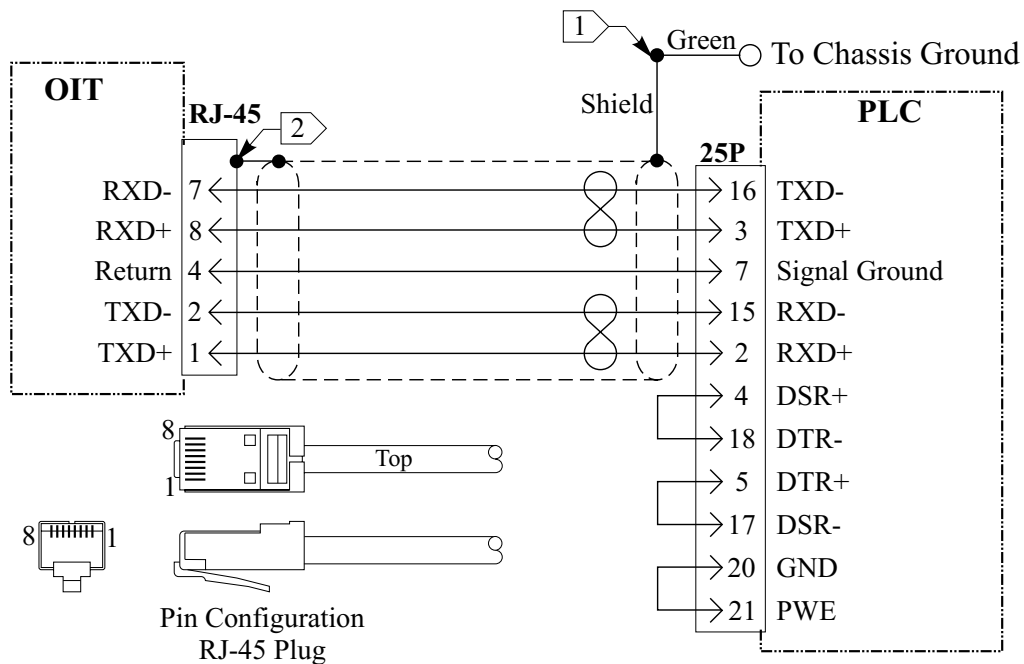 1
Green
To Chassis Ground
OIT
PLC
RJ-45
2
Shield
25P
RXD- 7
16 TXD-
RXD+ 8
3 TXD+
Return 4
7 Signal Ground
TXD- 2
15 RXD-
TXD+ 1
2 RXD+
4 DSR+
18 DTR-
5 DTR+
17 DSR-
20 GND
21 PWE
8
1
Top
8
1
Pin Configuration
RJ-45 Plug